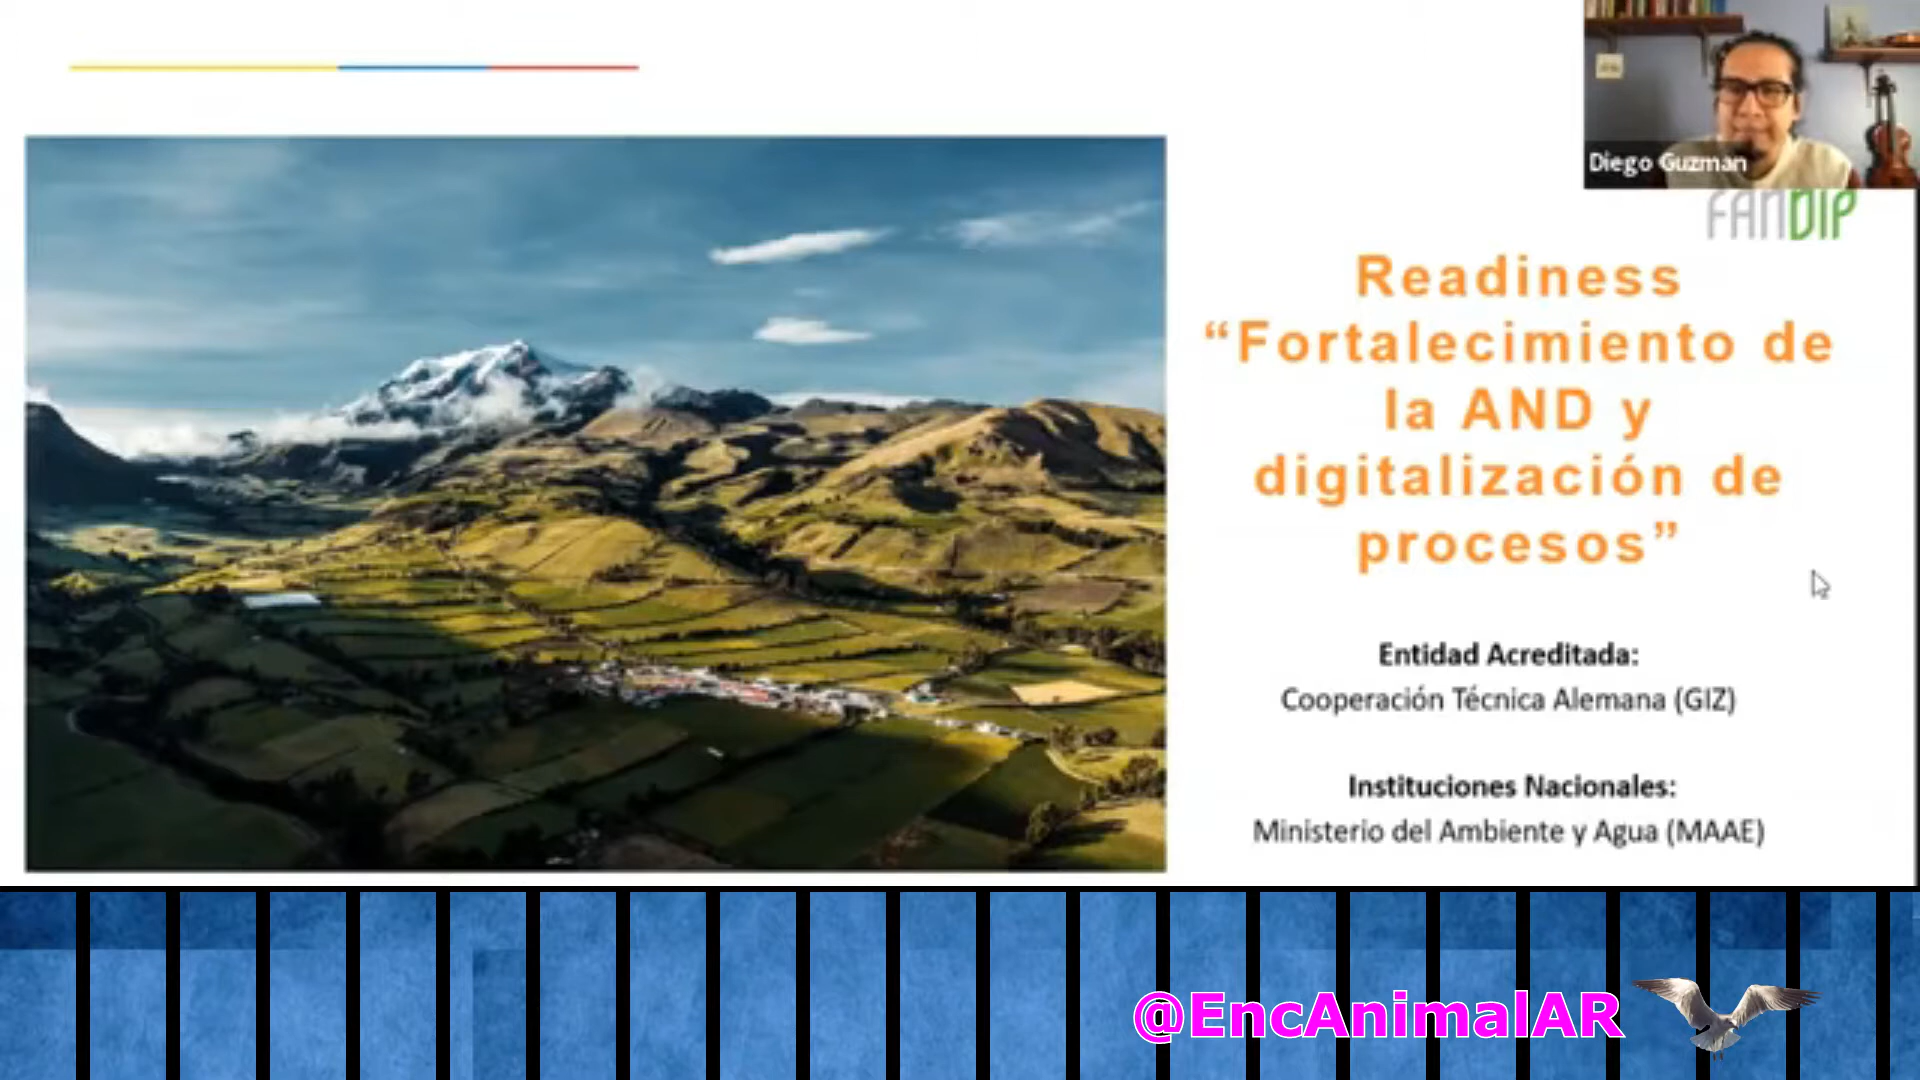 Diego Guzman
FANDIP
Readiness
“Fortalecimiento de
la AND y
digitalización de
procesos”
Entidad Acreditada:
Cooperación Técnica Alemana (GIZ)
Instituciones Nacionales:
Ministerio del Ambiente y Agua (MAAE)
@EncAnimalAR